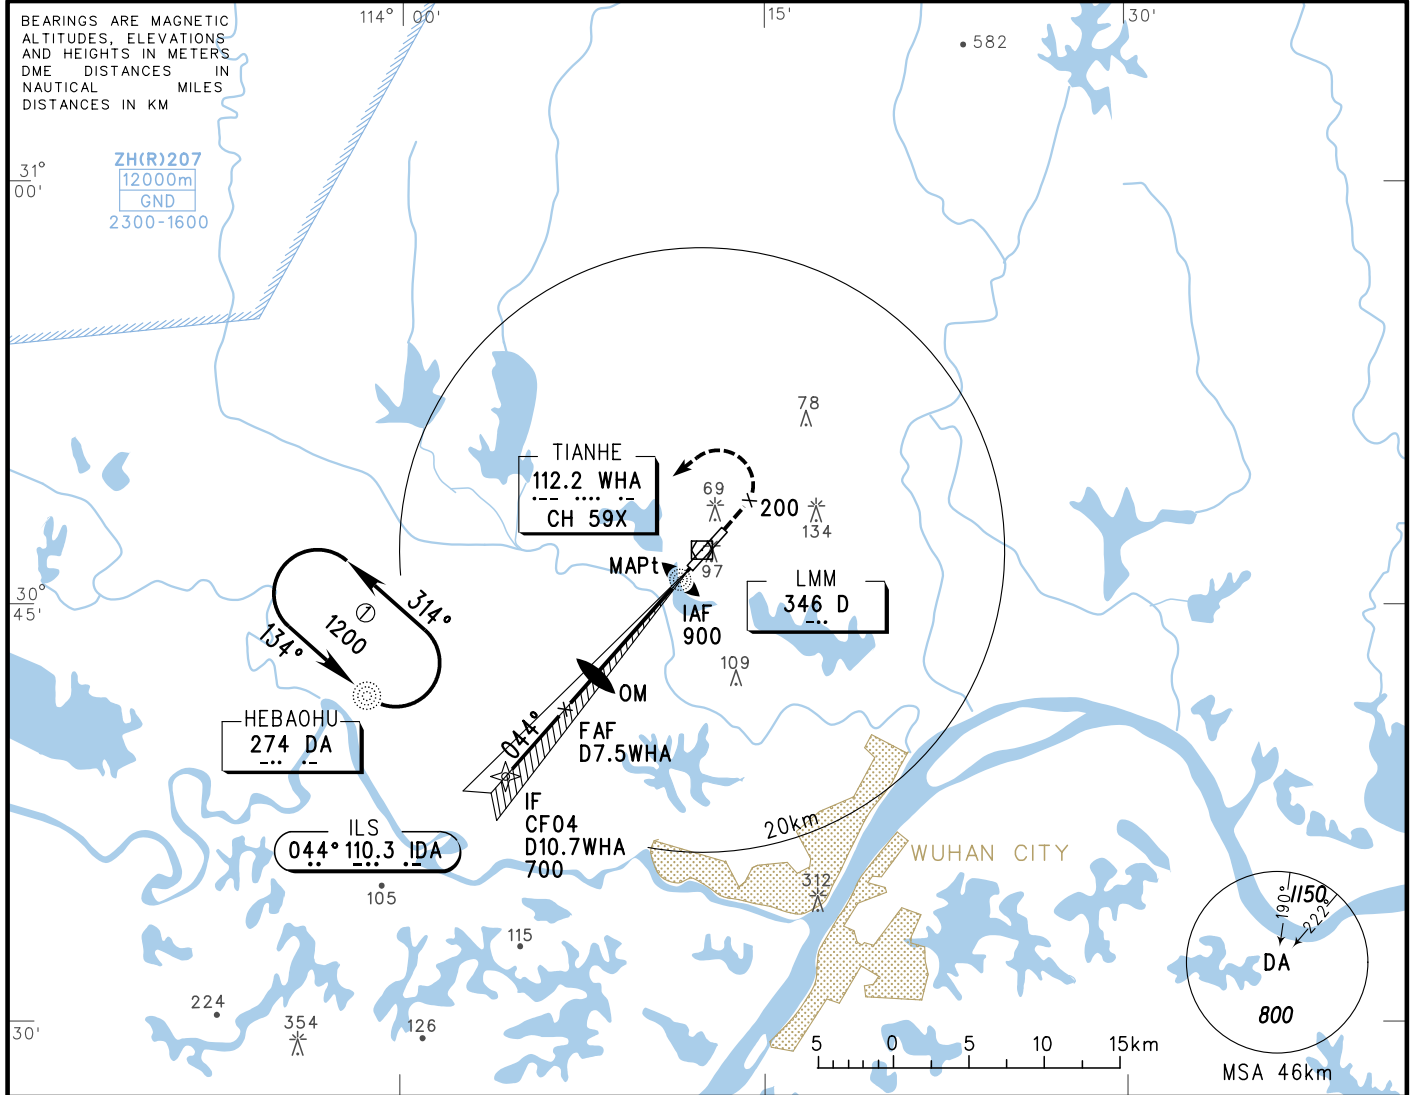 BEARINGS ARE MAGNETIC
ALTITUDES, ELEVATIONS
AND HEIGHTS IN METERS
DME DISTANCES IN
NAUTICAL MILES
DISTANCES IN KM
114° 00'
15'
30'
582
ZH(R)207
12000m
GND
2300-1600
31°
00'
78
TIANHE
112.2 WHA
·-- ···· ·-
CH 59X
69
200
134
97
MAPt
IAF
900
LMM
346 D
-··
30°
45'
314°
①
1200
134°
109
OM
HEBAOHU
274 DA
-·· ·-
044°
FAF
D7.5WHA
IF
CF04
D10.7WHA
700
ILS
044° 110.3 IDA
·· -·· ·-
20km
WUHAN CITY
105
312
115
190°
1150
222°
DA
800
224
354
126
30'
5 0 5 10 15km
MSA 46km